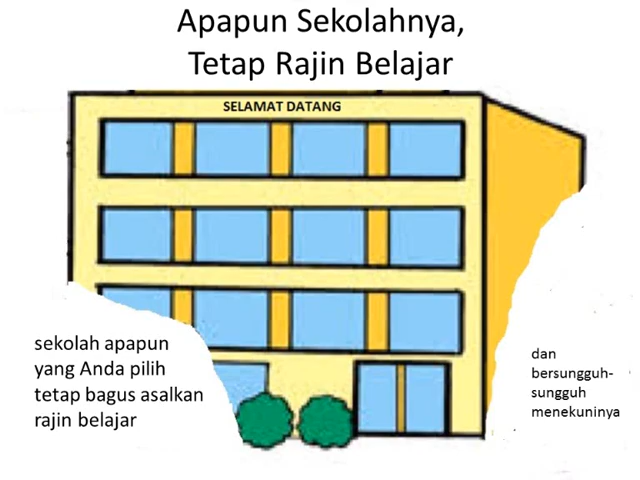 Apapun Sekolahnya,
Tetap Rajin Belajar
SELAMAT DATANG
sekolah apapun
yang Anda pilih
tetap bagus asalkan
rajin belajar
dan
bersungguh-
sungguh
menekuninya